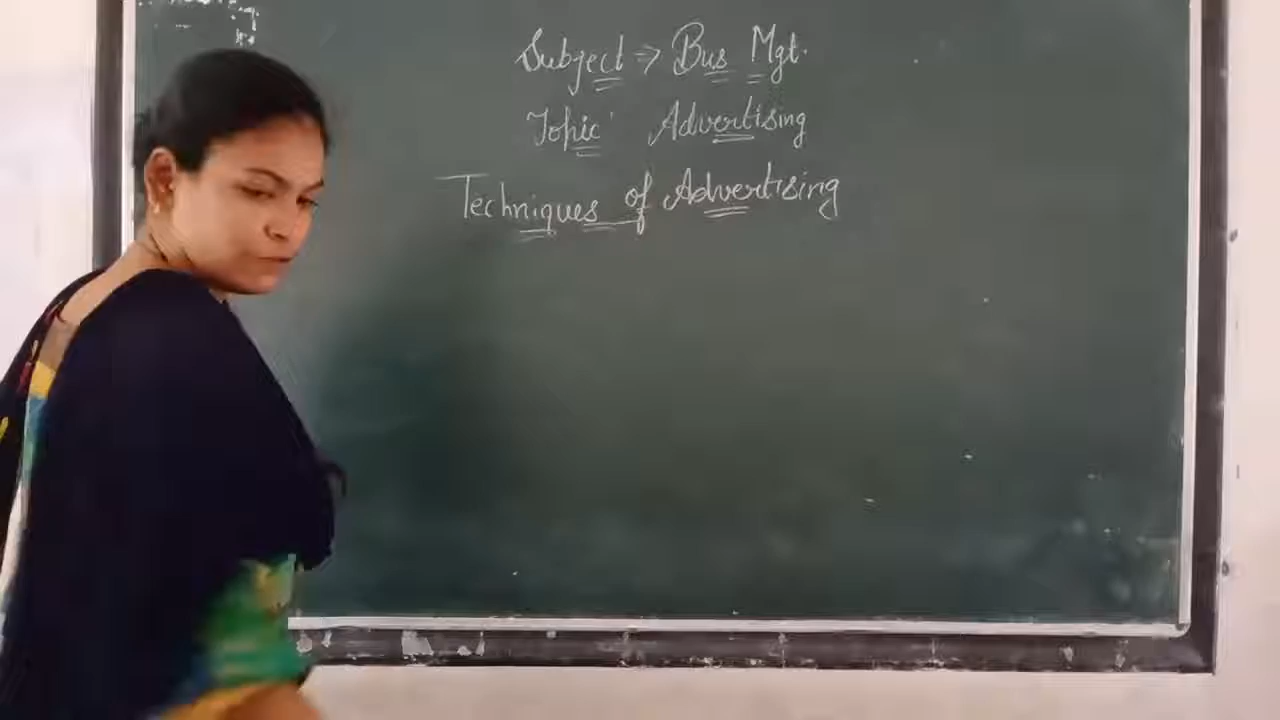 Subject ⇒ Bus Mgt.
Topic Advertising
Techniques of Advertising